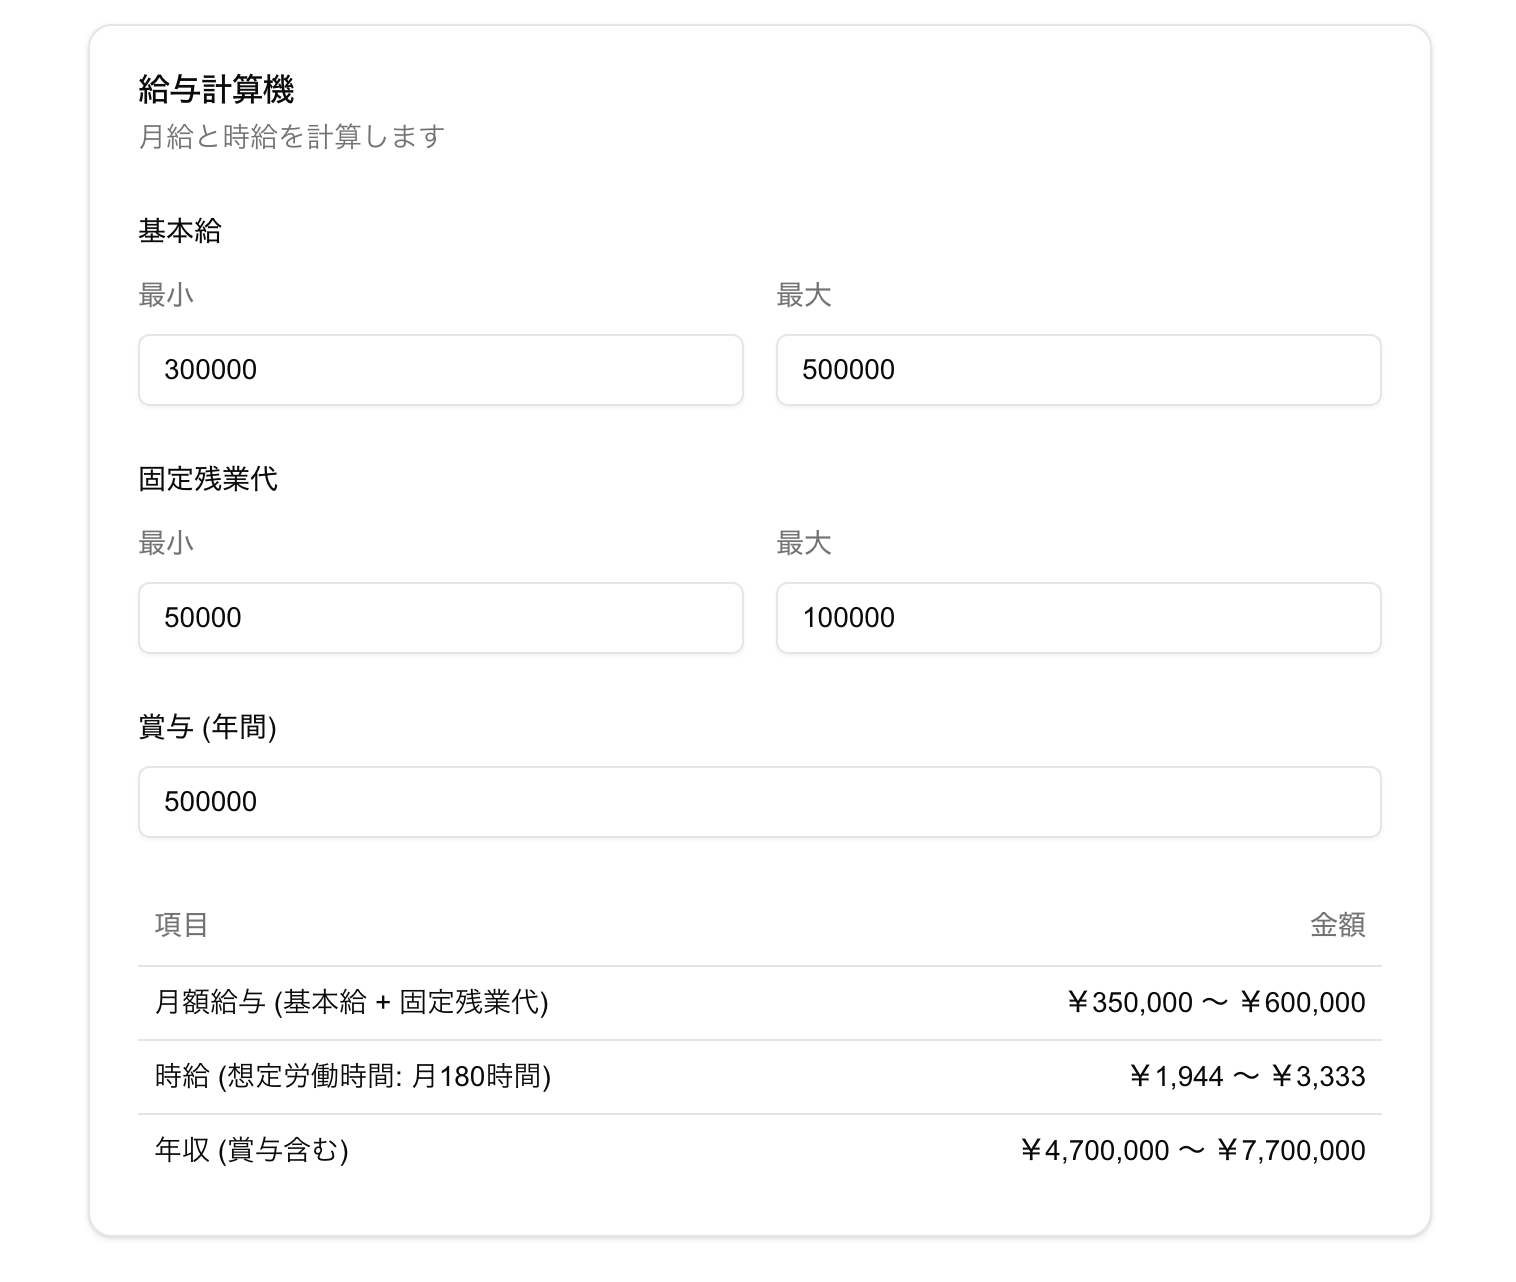 給与計算機
月給と時給を計算します
基本給
最小 最大
300000 500000
固定残業代
最小 最大
50000 100000
賞与 (年間)
500000
項目 金額
月額給与 (基本給 + 固定残業代) ￥350,000 〜 ￥600,000
時給 (想定労働時間: 月180時間) ￥1,944 〜 ￥3,333
年収 (賞与含む) ￥4,700,000 〜 ￥7,700,000